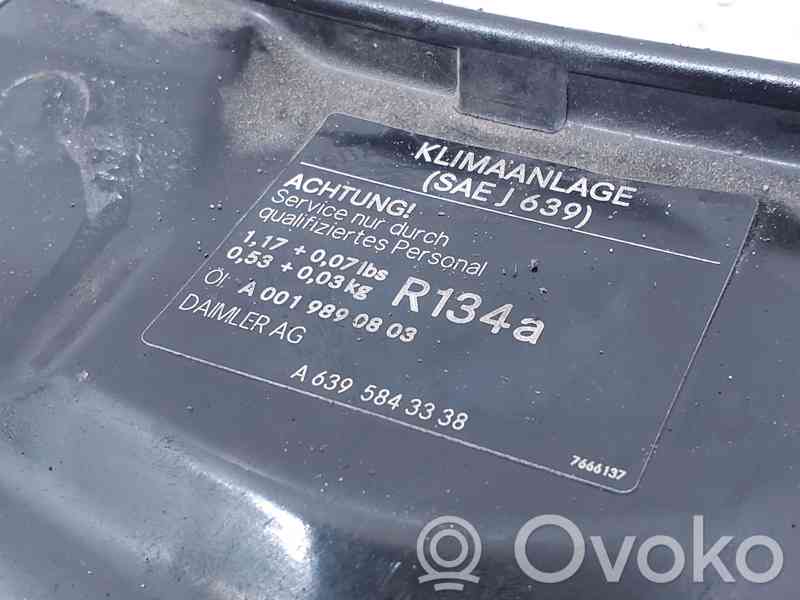 KLIMAANLAGE
(SAE J 639)
ACHTUNG!
Service nur durch
qualifiziertes Personal
1,17 + 0,07 lbs
0,53 + 0,03 kg
R134a
Öl A 001 989 08 03
DAIMLER AG
A 639 584 33 38
7666137
Ovoko